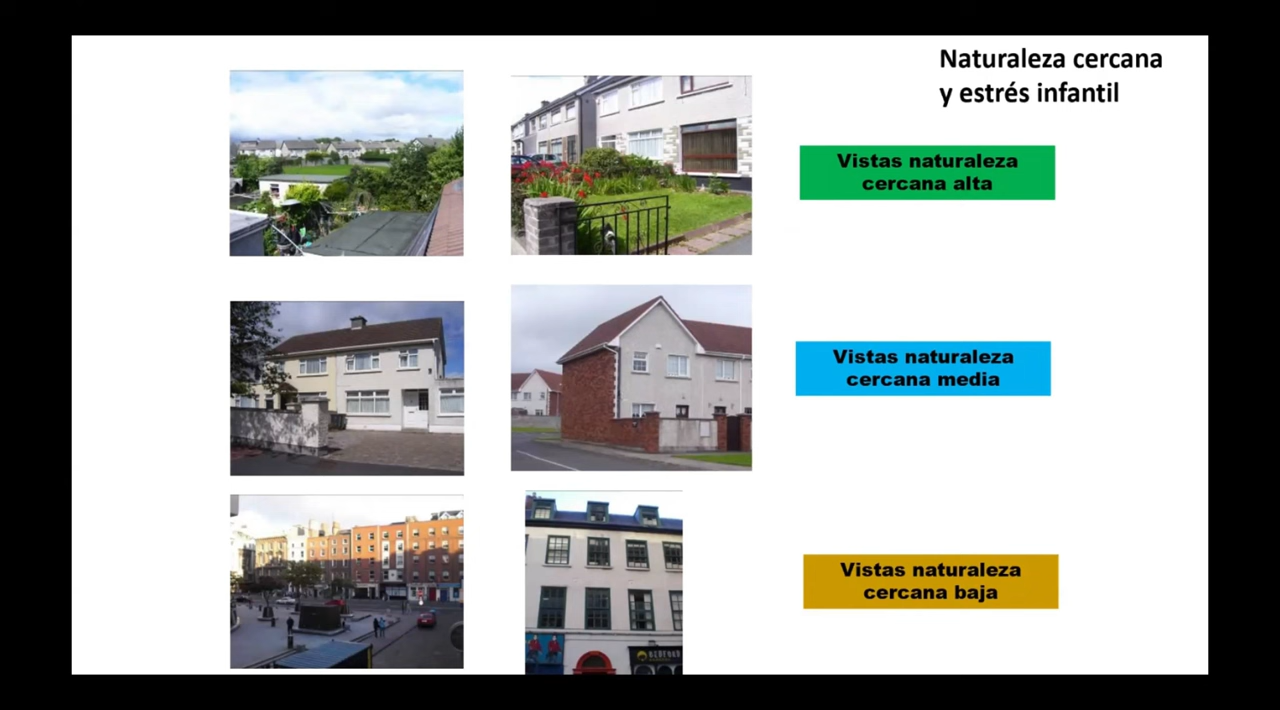 Naturaleza cercana
y estrés infantil
Vistas naturaleza
cercana alta
Vistas naturaleza
cercana media
Vistas naturaleza
cercana baja